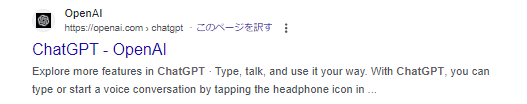 OpenAI
https://openai.com › chatgpt · このページを訳す
ChatGPT - OpenAI
Explore more features in ChatGPT · Type, talk, and use it your way. With ChatGPT, you can
type or start a voice conversation by tapping the headphone icon in ...